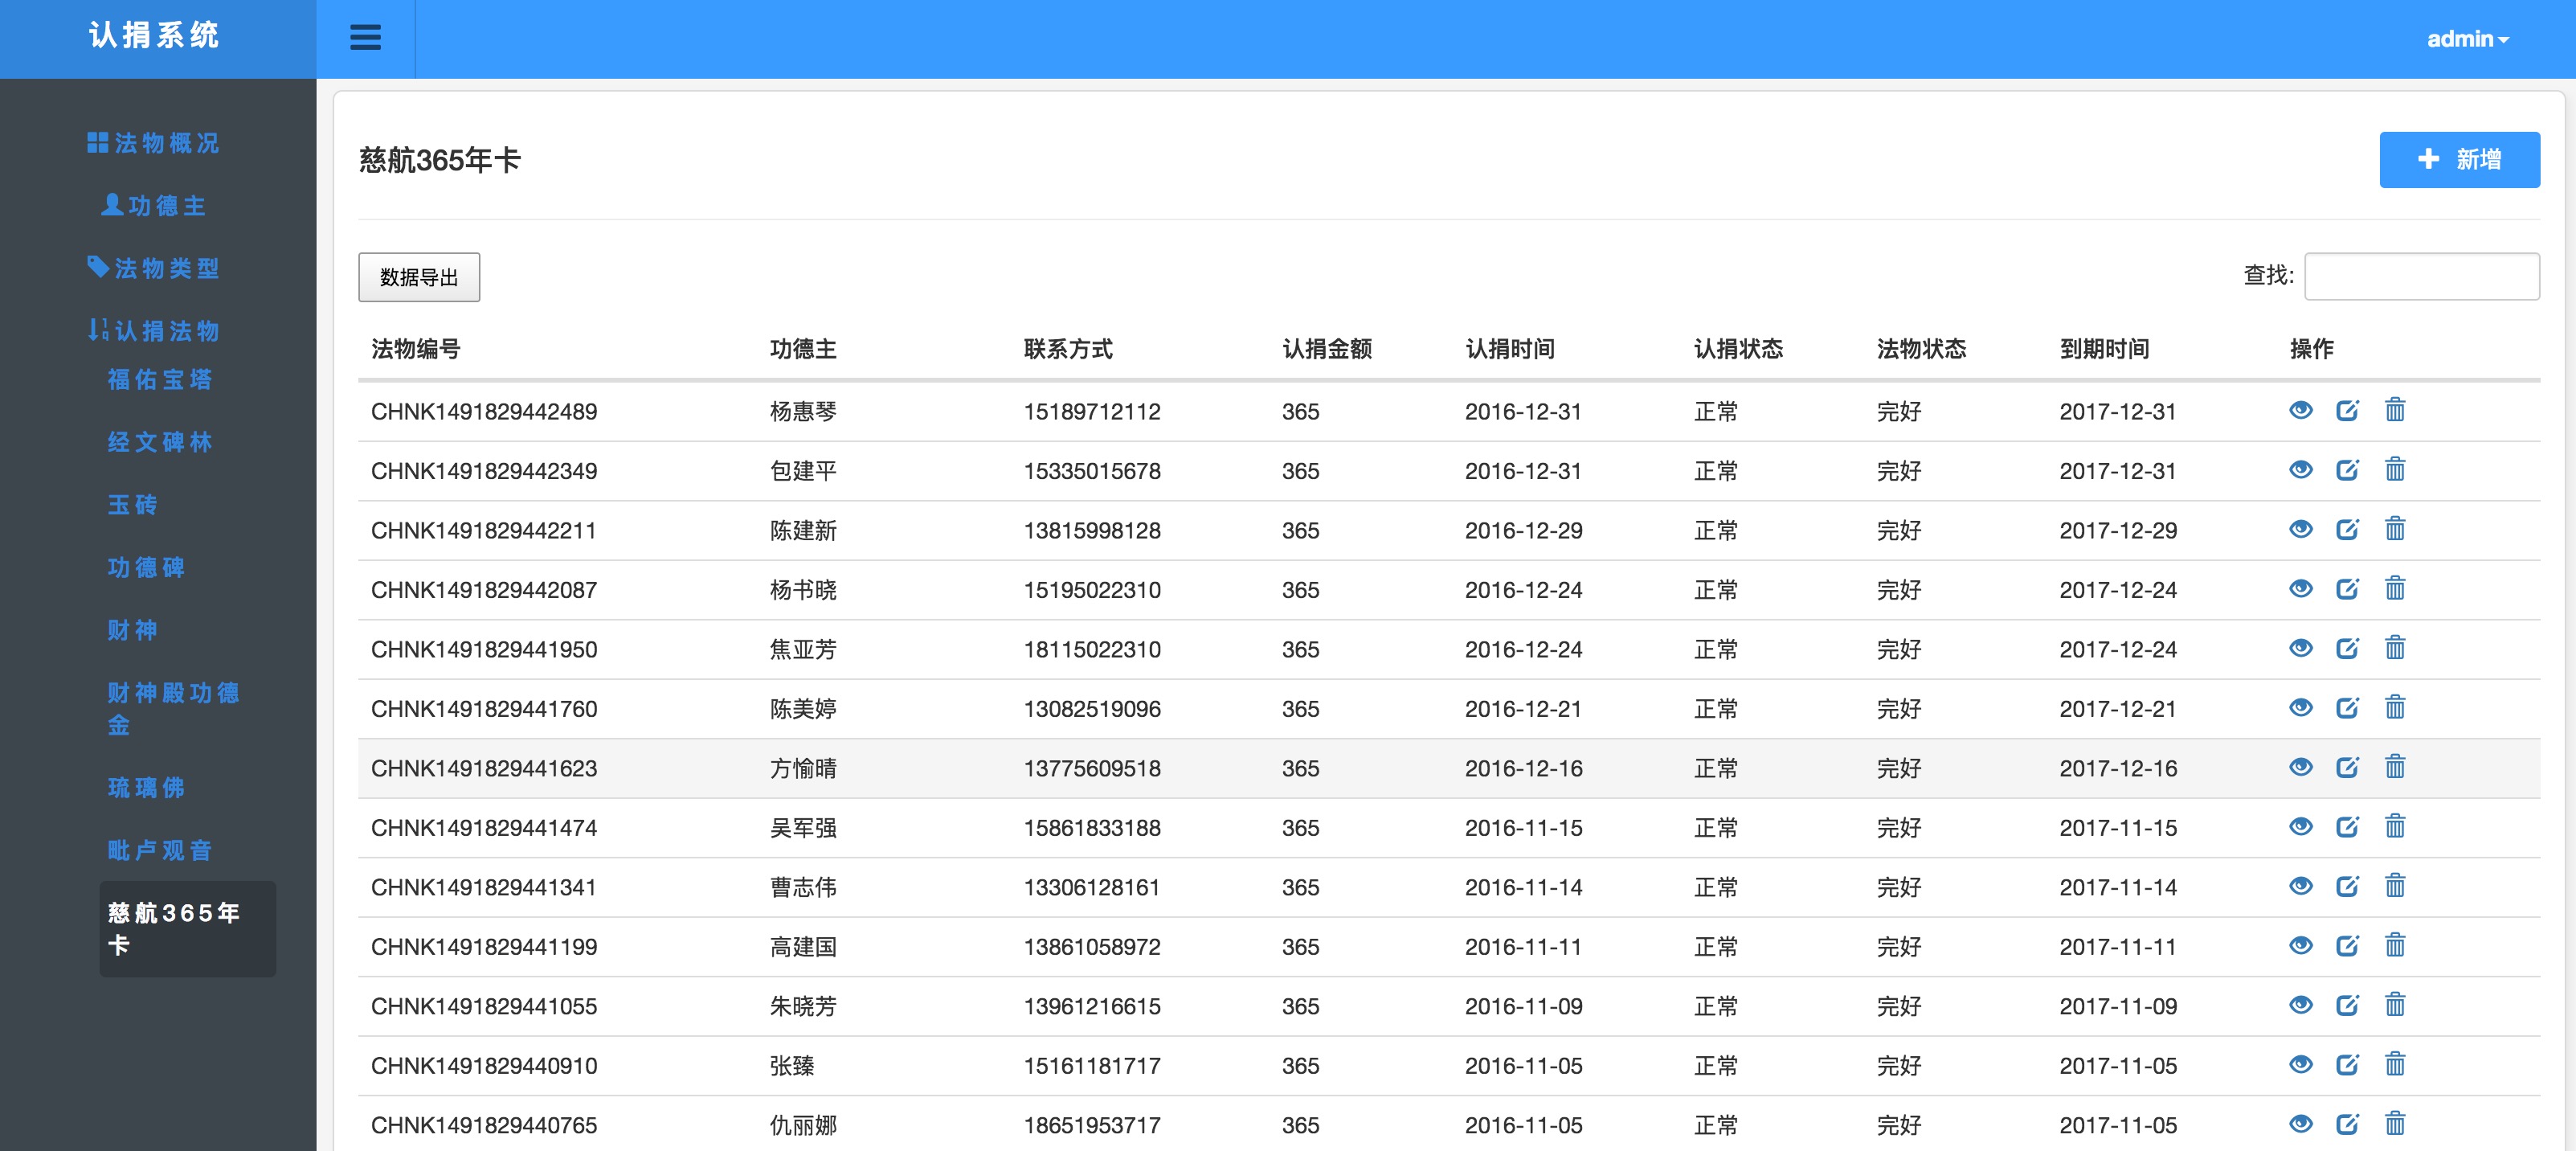 认捐系统
admin
法物概况
功德主
法物类型
认捐法物
福佑宝塔
经文碑林
玉砖
功德碑
财神
财神殿功德
金
琉璃佛
毗卢观音
慈航365年
卡
慈航365年卡
新增
数据导出
查找:
法物编号 功德主 联系方式 认捐金额 认捐时间 认捐状态 法物状态 到期时间 操作
CHNK1491829442489 杨惠琴 15189712112 365 2016-12-31 正常 完好 2017-12-31
CHNK1491829442349 包建平 15335015678 365 2016-12-31 正常 完好 2017-12-31
CHNK1491829442211 陈建新 13815998128 365 2016-12-29 正常 完好 2017-12-29
CHNK1491829442087 杨书晓 15195022310 365 2016-12-24 正常 完好 2017-12-24
CHNK1491829441950 焦亚芳 18115022310 365 2016-12-24 正常 完好 2017-12-24
CHNK1491829441760 陈美婷 13082519096 365 2016-12-21 正常 完好 2017-12-21
CHNK1491829441623 方愉晴 13775609518 365 2016-12-16 正常 完好 2017-12-16
CHNK1491829441474 吴军强 15861833188 365 2016-11-15 正常 完好 2017-11-15
CHNK1491829441341 曹志伟 13306128161 365 2016-11-14 正常 完好 2017-11-14
CHNK1491829441199 高建国 13861058972 365 2016-11-11 正常 完好 2017-11-11
CHNK1491829441055 朱晓芳 13961216615 365 2016-11-09 正常 完好 2017-11-09
CHNK1491829440910 张臻 15161181717 365 2016-11-05 正常 完好 2017-11-05
CHNK1491829440765 仇丽娜 18651953717 365 2016-11-05 正常 完好 2017-11-05